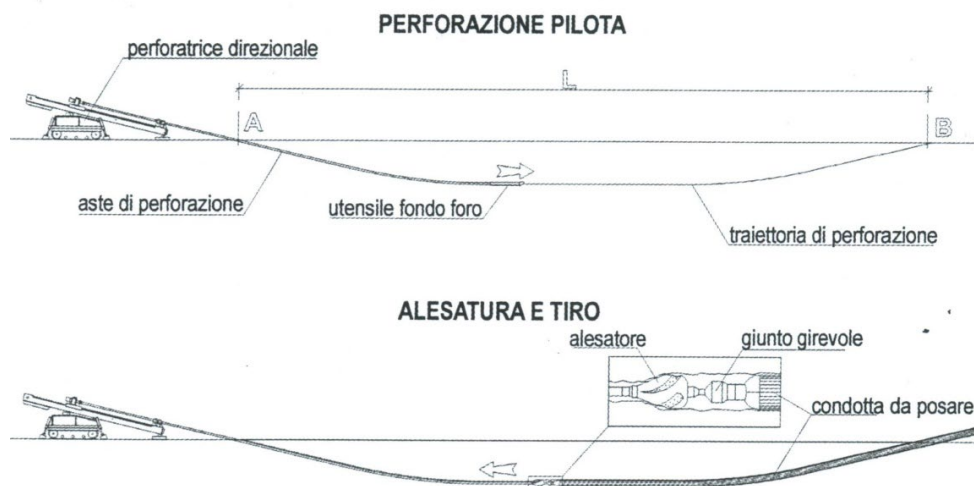 PERFORAZIONE PILOTA
perforatrice direzionale
L
A
B
aste di perforazione
utensile fondo foro
traiettoria di perforazione
ALESATURA E TIRO
alesatore
giunto girevole
condotta da posare